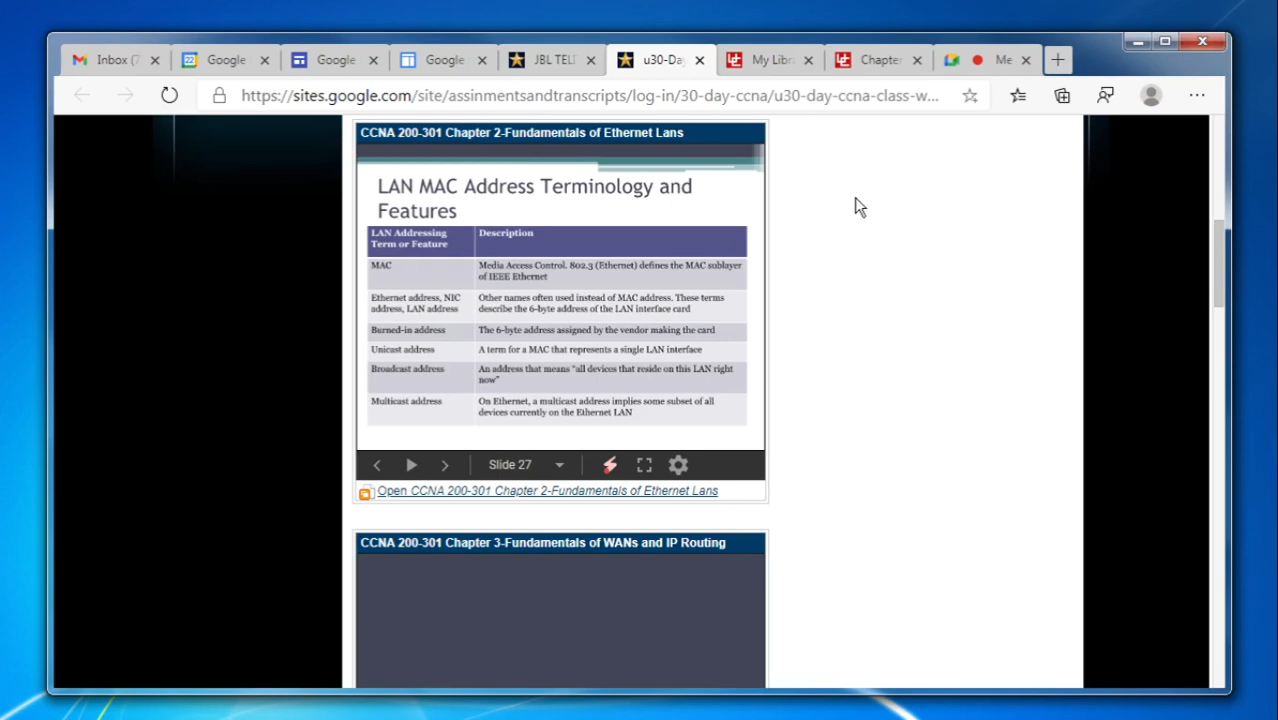 Inbox (7
22
Google
Google
Google
JBL TELE
u30-Day
My Libra
Chapter
Me
https://sites.google.com/site/assinmentsandtranscripts/log-in/30-day-ccna/u30-day-ccna-class-w...
CCNA 200-301 Chapter 2-Fundamentals of Ethernet Lans
LAN MAC Address Terminology and
Features
LAN Addressing
Term or Feature
Description
MAC
Media Access Control. 802.3 (Ethernet) defines the MAC sublayer
of IEEE Ethernet
Ethernet address, NIC
address, LAN address
Other names often used instead of MAC address. These terms
describe the 6-byte address of the LAN interface card
Burned-in address
The 6-byte address assigned by the vendor making the card
Unicast address
A term for a MAC that represents a single LAN interface
Broadcast address
An address that means "all devices that reside on this LAN right
now"
Multicast address
On Ethernet, a multicast address implies some subset of all
devices currently on the Ethernet LAN
Slide 27
Open CCNA 200-301 Chapter 2-Fundamentals of Ethernet Lans
CCNA 200-301 Chapter 3-Fundamentals of WANs and IP Routing